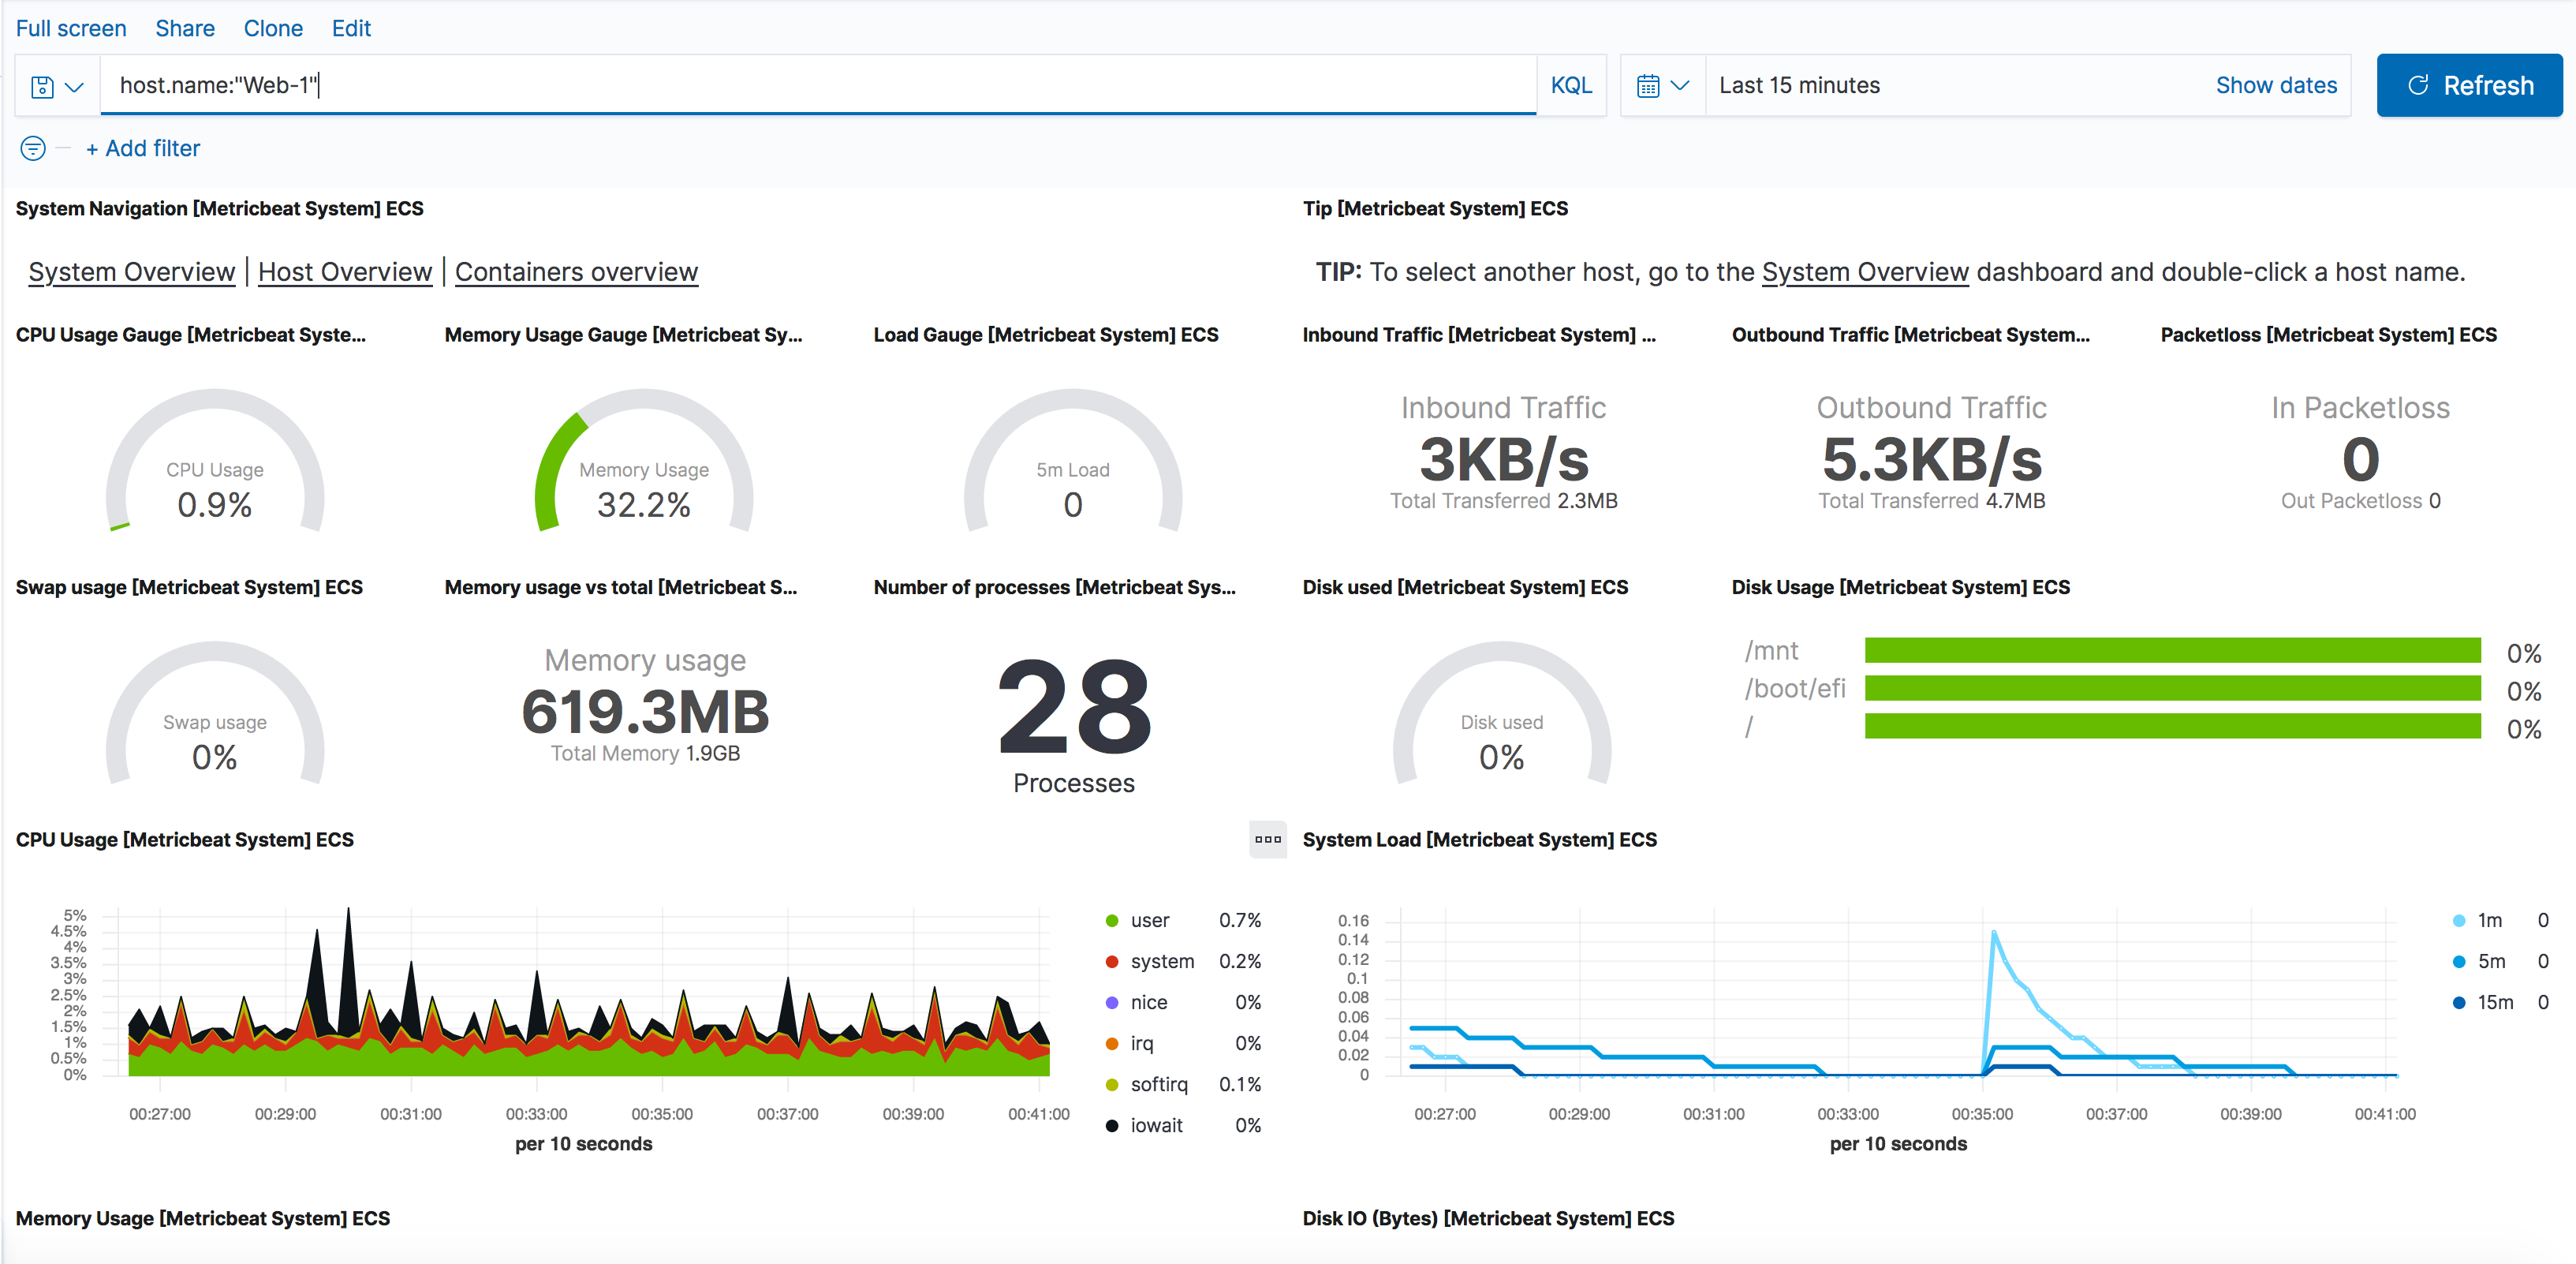 Full screen Share Clone Edit
host.name:"Web-1" KQL Last 15 minutes Show dates Refresh
+ Add filter
System Navigation [Metricbeat System] ECS
System Overview | Host Overview | Containers overview
Tip [Metricbeat System] ECS
TIP: To select another host, go to the System Overview dashboard and double-click a host name.
CPU Usage Gauge [Metricbeat Syste...
CPU Usage
0.9%
Memory Usage Gauge [Metricbeat Sy...
Memory Usage
32.2%
Load Gauge [Metricbeat System] ECS
5m Load
0
Inbound Traffic [Metricbeat System] ...
Inbound Traffic
3KB/s
Total Transferred 2.3MB
Outbound Traffic [Metricbeat System...
Outbound Traffic
5.3KB/s
Total Transferred 4.7MB
Packetloss [Metricbeat System] ECS
In Packetloss
0
Out Packetloss 0
Swap usage [Metricbeat System] ECS
Swap usage
0%
Memory usage vs total [Metricbeat S...
Memory usage
619.3MB
Total Memory 1.9GB
Number of processes [Metricbeat Sys...
28
Processes
Disk used [Metricbeat System] ECS
Disk used
0%
Disk Usage [Metricbeat System] ECS
/mnt 0%
/boot/efi 0%
/ 0%
CPU Usage [Metricbeat System] ECS
5%
4.5%
4%
3.5%
3%
2.5%
2%
1.5%
1%
0.5%
0%
00:27:00 00:29:00 00:31:00 00:33:00 00:35:00 00:37:00 00:39:00 00:41:00
per 10 seconds
user 0.7%
system 0.2%
nice 0%
irq 0%
softirq 0.1%
iowait 0%
System Load [Metricbeat System] ECS
0.16
0.14
0.12
0.1
0.08
0.06
0.04
0.02
0
00:27:00 00:29:00 00:31:00 00:33:00 00:35:00 00:37:00 00:39:00 00:41:00
per 10 seconds
1m 0
5m 0
15m 0
Memory Usage [Metricbeat System] ECS
Disk IO (Bytes) [Metricbeat System] ECS